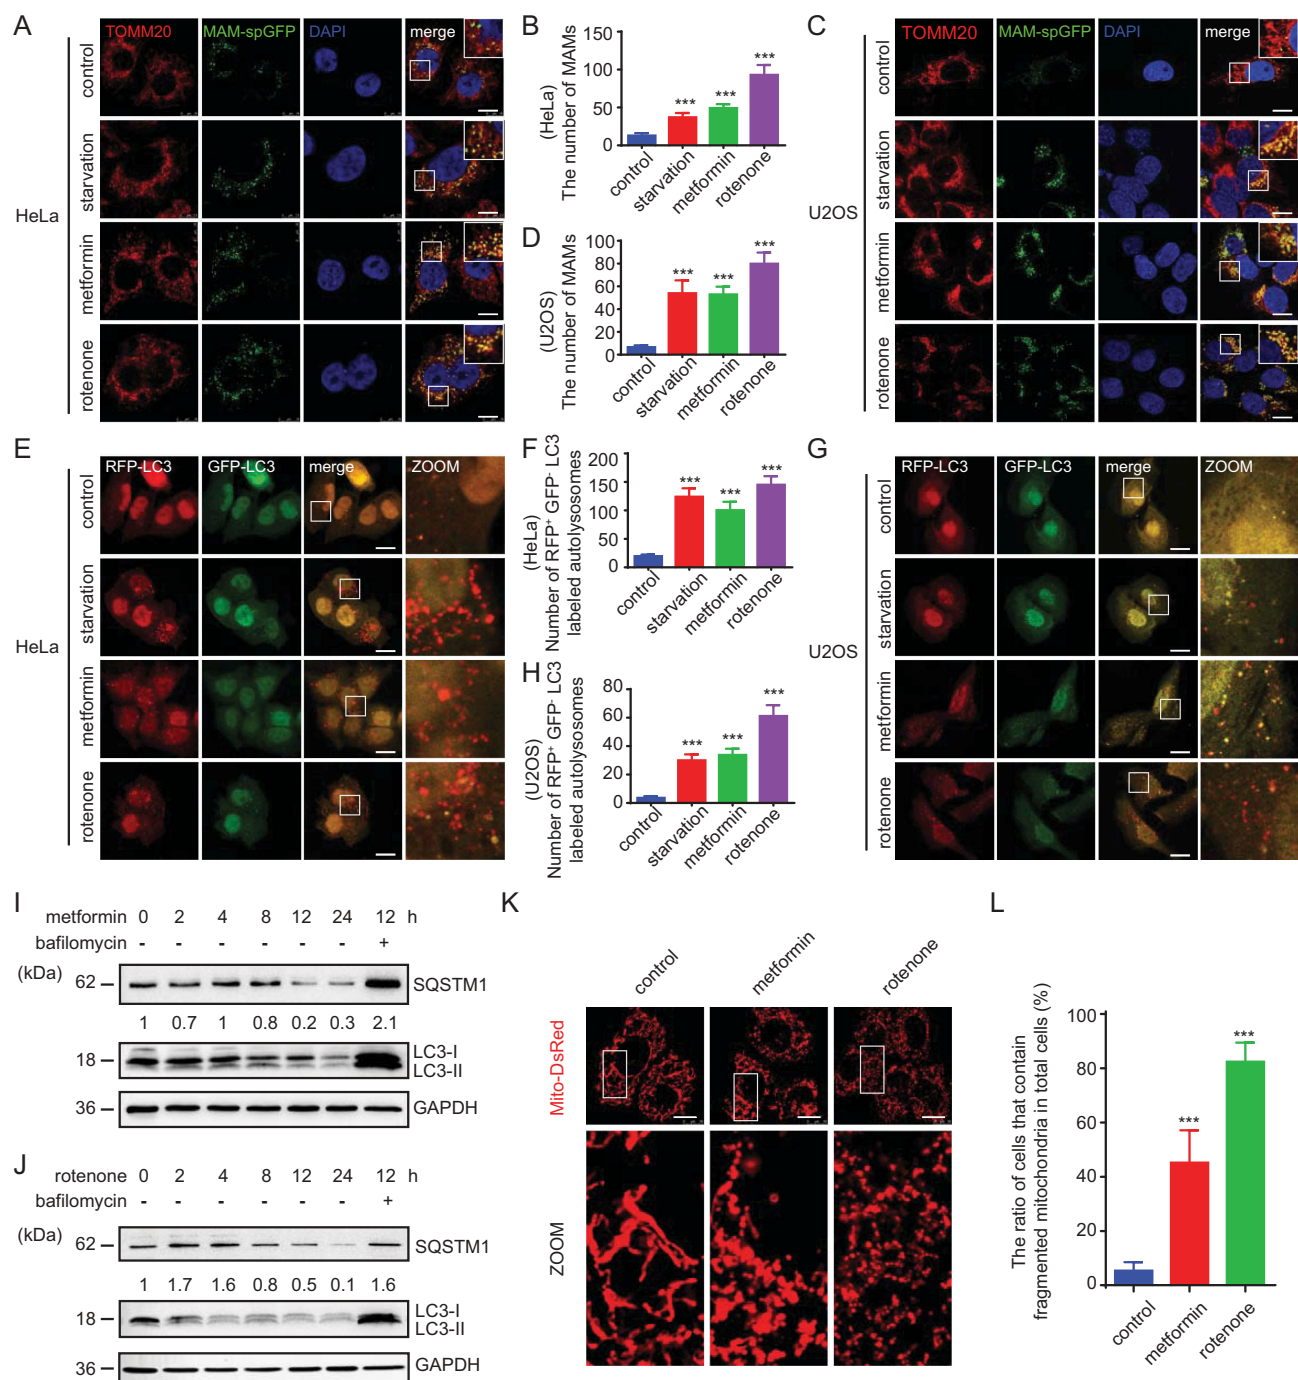 A
TOMM20 MAM-spGFP DAPI merge
HeLa
control
starvation
metformin
rotenone
B
(HeLa)
The number of MAMs
150
100
50
0
control
starvation
metformin
rotenone
*** *** ***
C
TOMM20 MAM-spGFP DAPI merge
U2OS
control
starvation
metformin
rotenone
D
(U2OS)
The number of MAMs
100
80
60
40
20
0
control
starvation
metformin
rotenone
*** *** ***
E
RFP-LC3 GFP-LC3 merge ZOOM
HeLa
control
starvation
metformin
rotenone
F
(HeLa)
Number of RFP⁺ GFP⁻ LC3
labeled autolysosomes
200
150
100
50
0
control
starvation
metformin
rotenone
*** *** ***
G
RFP-LC3 GFP-LC3 merge ZOOM
U2OS
control
starvation
metformin
rotenone
H
(U2OS)
Number of RFP⁺ GFP⁻ LC3
labeled autolysosomes
80
60
40
20
0
control
starvation
metformin
rotenone
*** *** ***
I
metformin 0 2 4 8 12 24 12 h
bafilomycin - - - - - - +
(kDa)
62 SQSTM1
1 0.7 1 0.8 0.2 0.3 2.1
18 LC3-I
LC3-II
36 GAPDH
J
rotenone 0 2 4 8 12 24 12 h
bafilomycin - - - - - - +
(kDa)
62 SQSTM1
1 1.7 1.6 0.8 0.5 0.1 1.6
18 LC3-I
LC3-II
36 GAPDH
K
control metformin rotenone
Mito-DsRed
ZOOM
L
The ratio of cells that contain
fragmented mitochondria in total cells (%)
100
80
60
40
20
0
control
metformin
rotenone
*** ***